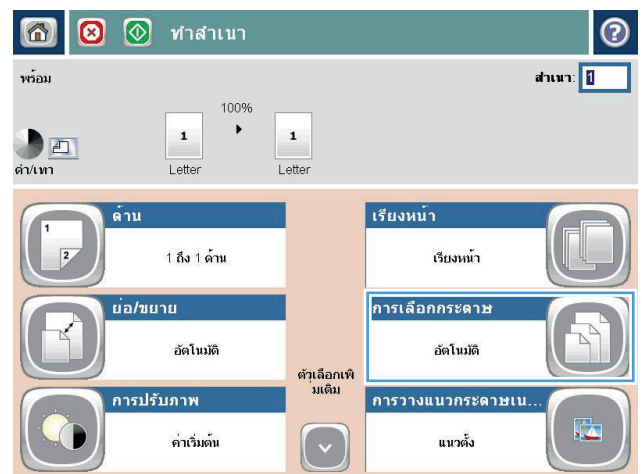 ทำสำเนา
พร้อม
สำเนา: 1
100%
1
1
ดำ/เทา
Letter
Letter
ด้าน
1
2
1 ถึง 1 ด้าน
เรียงหน้า
เรียงหน้า
ย่อ/ขยาย
อัตโนมัติ
การเลือกกระดาษ
อัตโนมัติ
ตัวเลือกเพิ
่มเติม
การปรับภาพ
ค่าเริ่มต้น
การวางแนวกระดาษเน...
แนวตั้ง